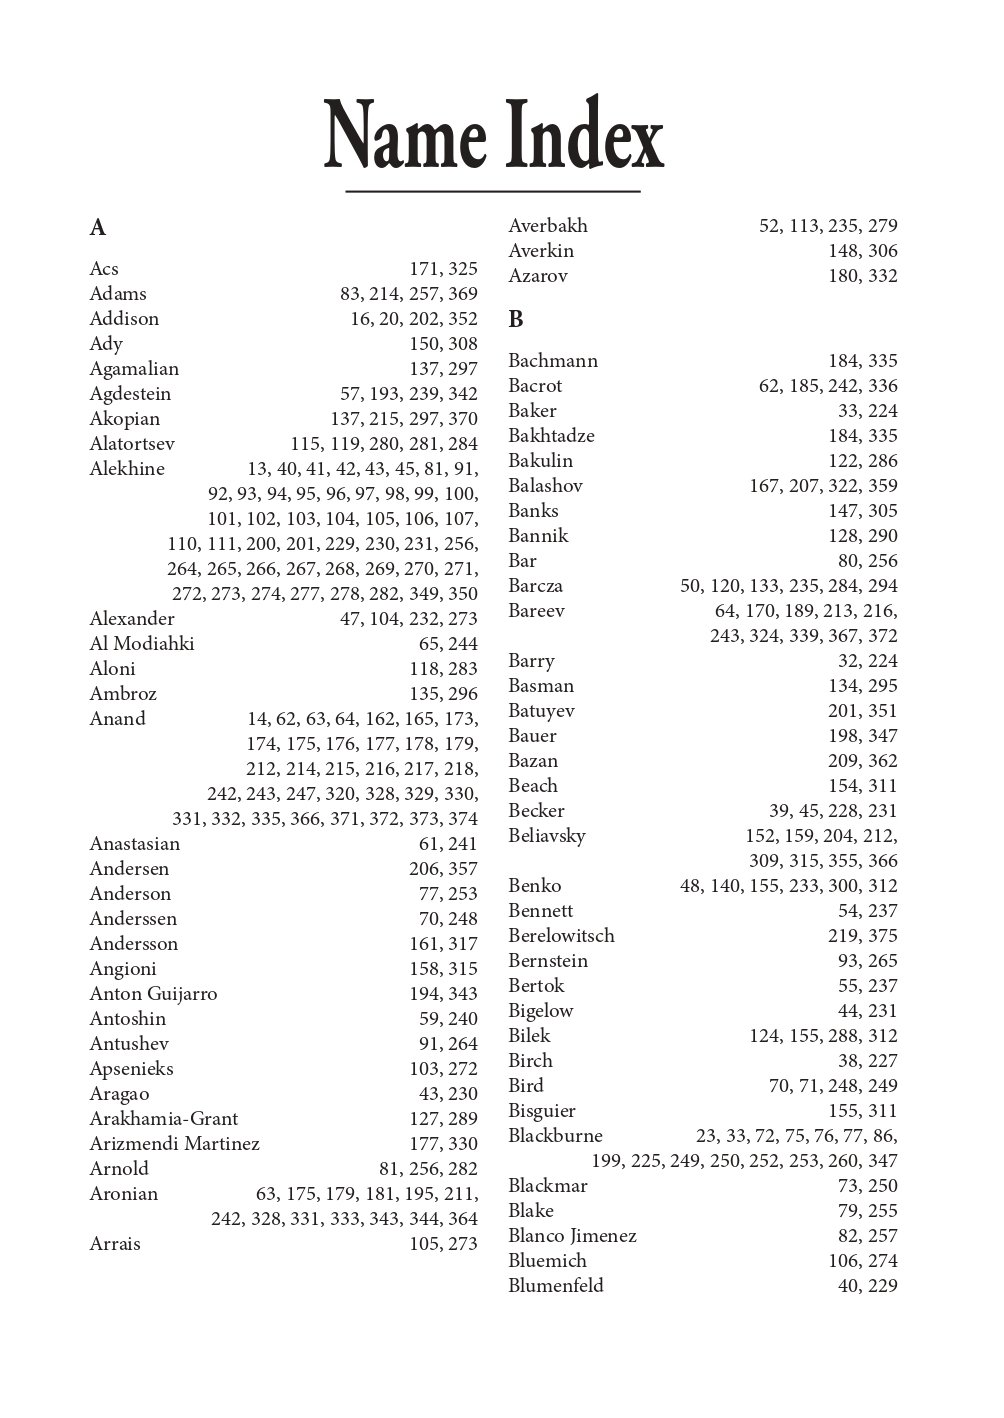 Name Index
A
Acs 171, 325
Adams 83, 214, 257, 369
Addison 16, 20, 202, 352
Ady 150, 308
Agamalian 137, 297
Agdestein 57, 193, 239, 342
Akopian 137, 215, 297, 370
Alatortsev 115, 119, 280, 281, 284
Alekhine 13, 40, 41, 42, 43, 45, 81, 91,
92, 93, 94, 95, 96, 97, 98, 99, 100,
101, 102, 103, 104, 105, 106, 107,
110, 111, 200, 201, 229, 230, 231, 256,
264, 265, 266, 267, 268, 269, 270, 271,
272, 273, 274, 277, 278, 282, 349, 350
Alexander 47, 104, 232, 273
Al Modiahki 65, 244
Aloni 118, 283
Ambroz 135, 296
Anand 14, 62, 63, 64, 162, 165, 173,
174, 175, 176, 177, 178, 179,
212, 214, 215, 216, 217, 218,
242, 243, 247, 320, 328, 329, 330,
331, 332, 335, 366, 371, 372, 373, 374
Anastasian 61, 241
Andersen 206, 357
Anderson 77, 253
Anderssen 70, 248
Andersson 161, 317
Angioni 158, 315
Anton Guijarro 194, 343
Antoshin 59, 240
Antushev 91, 264
Apsenieks 103, 272
Aragao 43, 230
Arakhamia-Grant 127, 289
Arizmendi Martinez 177, 330
Arnold 81, 256, 282
Aronian 63, 175, 179, 181, 195, 211,
242, 328, 331, 333, 343, 344, 364
Arrais 105, 273
Averbakh 52, 113, 235, 279
Averkin 148, 306
Azarov 180, 332
B
Bachmann 184, 335
Bacrot 62, 185, 242, 336
Baker 33, 224
Bakhtadze 184, 335
Bakulin 122, 286
Balashov 167, 207, 322, 359
Banks 147, 305
Bannik 128, 290
Bar 80, 256
Barcza 50, 120, 133, 235, 284, 294
Bareev 64, 170, 189, 213, 216,
243, 324, 339, 367, 372
Barry 32, 224
Basman 134, 295
Batuyev 201, 351
Bauer 198, 347
Bazan 209, 362
Beach 154, 311
Becker 39, 45, 228, 231
Beliavsky 152, 159, 204, 212,
309, 315, 355, 366
Benko 48, 140, 155, 233, 300, 312
Bennett 54, 237
Berelowitsch 219, 375
Bernstein 93, 265
Bertok 55, 237
Bigelow 44, 231
Bilek 124, 155, 288, 312
Birch 38, 227
Bird 70, 71, 248, 249
Bisguier 155, 311
Blackburne 23, 33, 72, 75, 76, 77, 86,
199, 225, 249, 250, 252, 253, 260, 347
Blackmar 73, 250
Blake 79, 255
Blanco Jimenez 82, 257
Bluemich 106, 274
Blumenfeld 40, 229